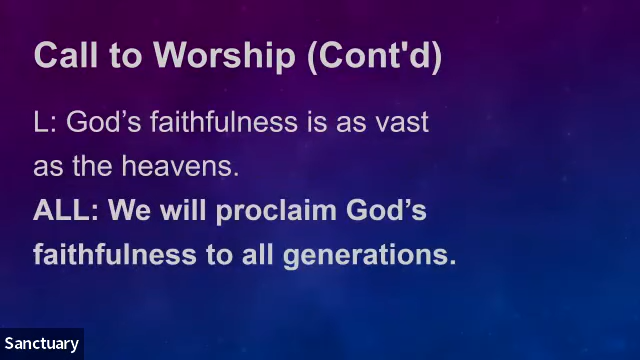 Call to Worship (Cont'd)
L: God’s faithfulness is as vast
as the heavens.
ALL: We will proclaim God’s
faithfulness to all generations.
Sanctuary